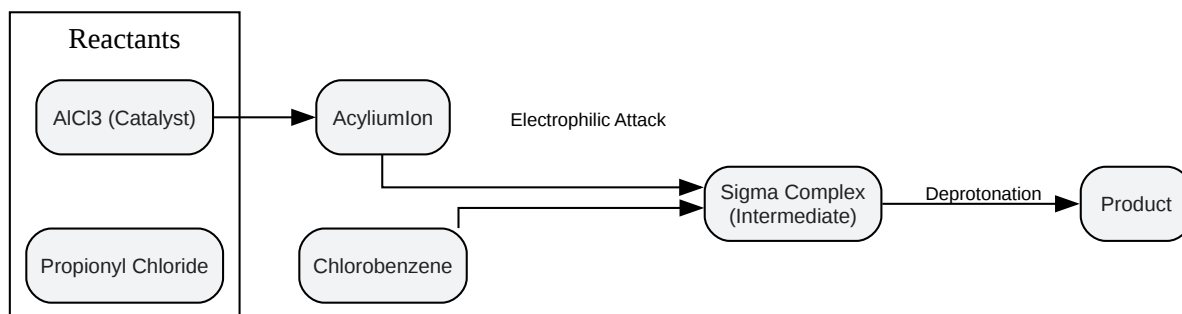 Reactants
AlCl3 (Catalyst)
AcyliumIon
Electrophilic Attack
Sigma Complex
(Intermediate)
Deprotonation
Product
Propionyl Chloride
Chlorobenzene